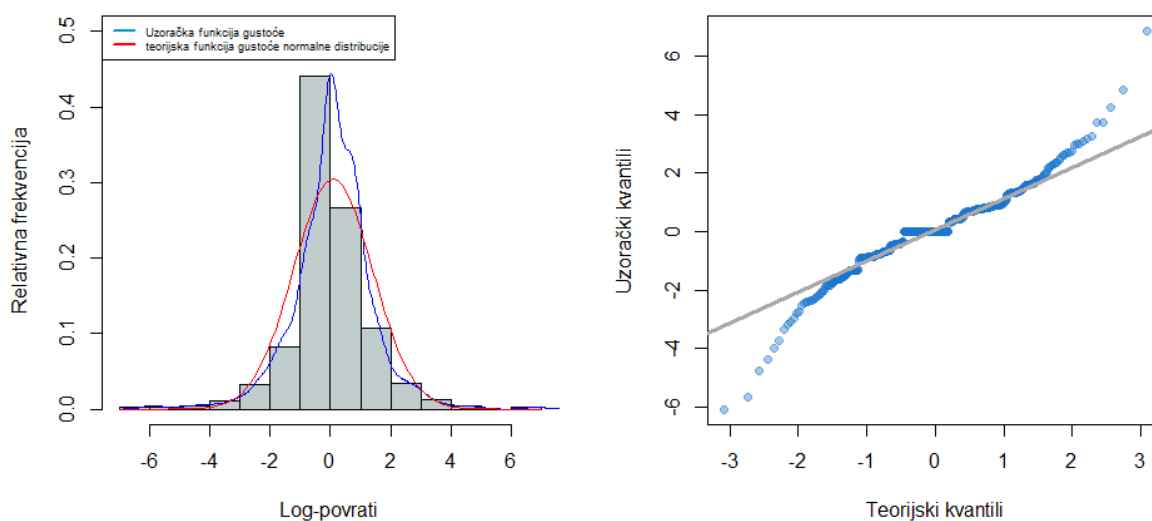 Uzoračka funkcija gustoće
teorijska funkcija gustoće normalne distribucije
Relativna frekvencija
0.0 0.1 0.2 0.3 0.4 0.5
-6 -4 -2 0 2 4 6
Log-povrati
Uzorački kvantili
-6 -4 -2 0 2 4 6
-3 -2 -1 0 1 2 3
Teorijski kvantili